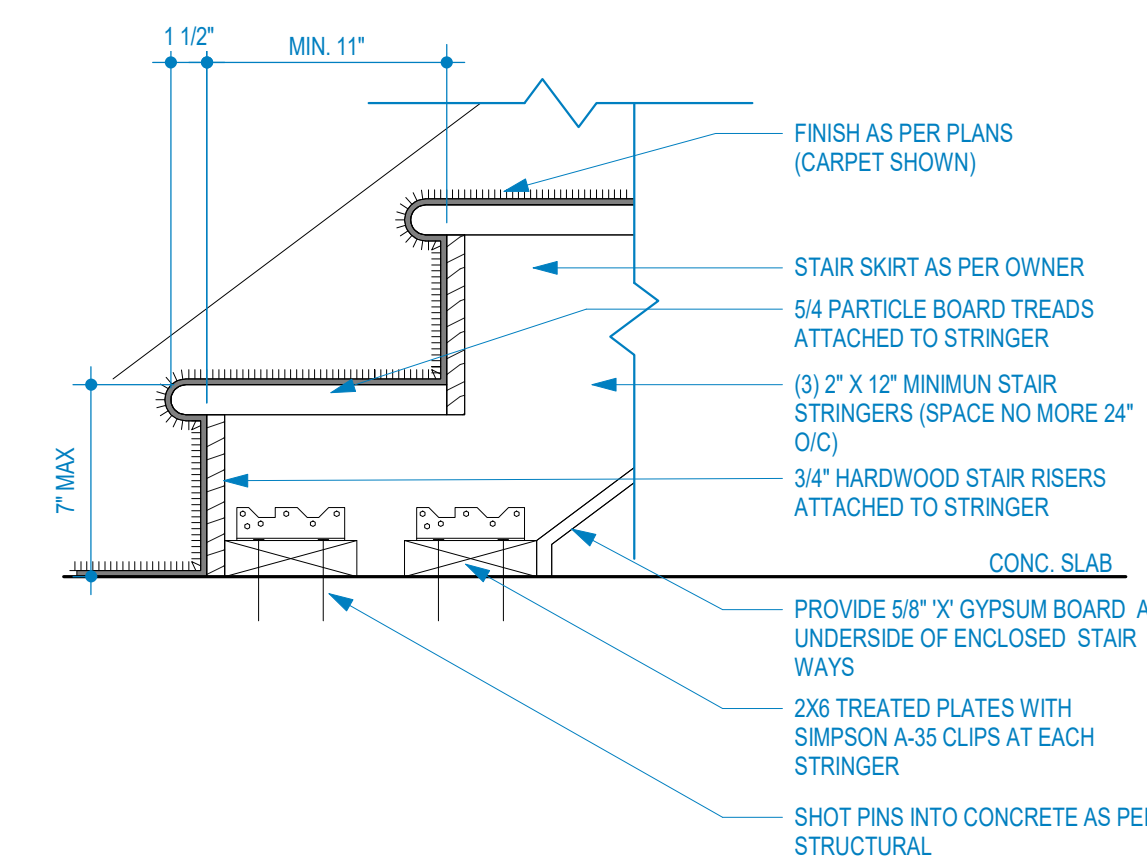 1 1/2"
MIN. 11"
FINISH AS PER PLANS
(CARPET SHOWN)
STAIR SKIRT AS PER OWNER
5/4 PARTICLE BOARD TREADS
ATTACHED TO STRINGER
(3) 2" X 12" MINIMUN STAIR
STRINGERS (SPACE NO MORE 24"
O/C)
3/4" HARDWOOD STAIR RISERS
ATTACHED TO STRINGER
7" MAX
CONC. SLAB
PROVIDE 5/8" 'X' GYPSUM BOARD
UNDERSIDE OF ENCLOSED STAIR
WAYS
2X6 TREATED PLATES WITH
SIMPSON A-35 CLIPS AT EACH
STRINGER
SHOT PINS INTO CONCRETE AS
STRUCTURAL